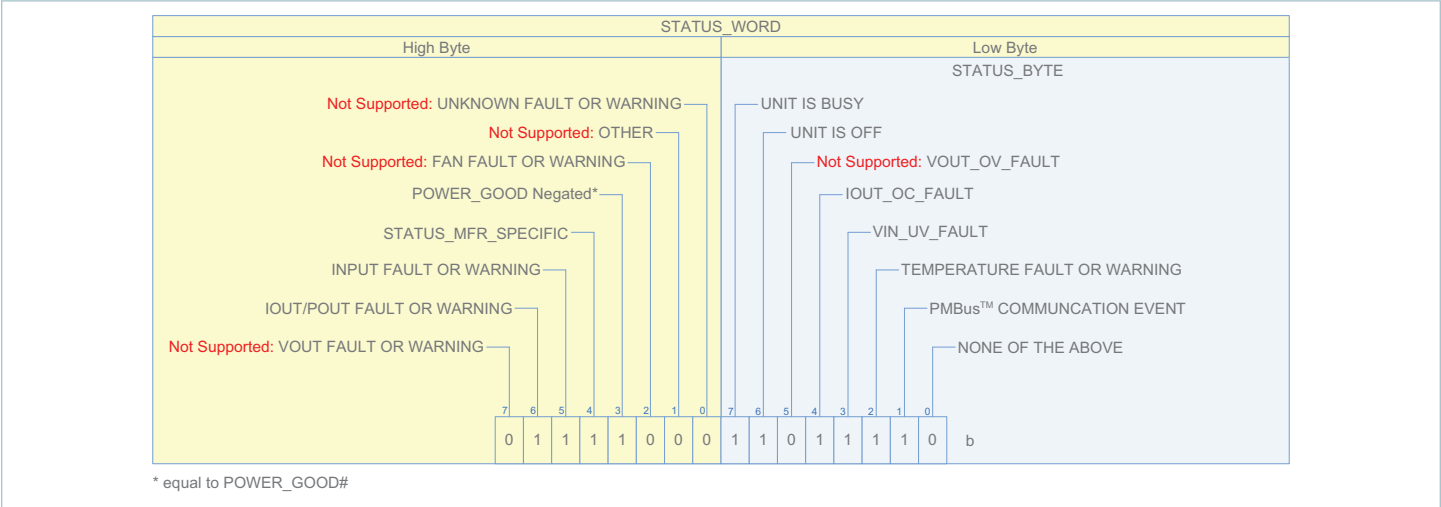 STATUS_WORD
High Byte Low Byte
STATUS_BYTE
Not Supported: UNKNOWN FAULT OR WARNING UNIT IS BUSY
Not Supported: OTHER UNIT IS OFF
Not Supported: FAN FAULT OR WARNING Not Supported: VOUT_OV_FAULT
POWER_GOOD Negated* IOUT_OC_FAULT
STATUS_MFR_SPECIFIC VIN_UV_FAULT
INPUT FAULT OR WARNING TEMPERATURE FAULT OR WARNING
IOUT/POUT FAULT OR WARNING PMBus™ COMMUNCATION EVENT
Not Supported: VOUT FAULT OR WARNING NONE OF THE ABOVE
7 6 5 4 3 2 1 0 7 6 5 4 3 2 1 0
0 1 1 1 1 0 0 0 1 1 0 1 1 1 1 0 b
* equal to POWER_GOOD#